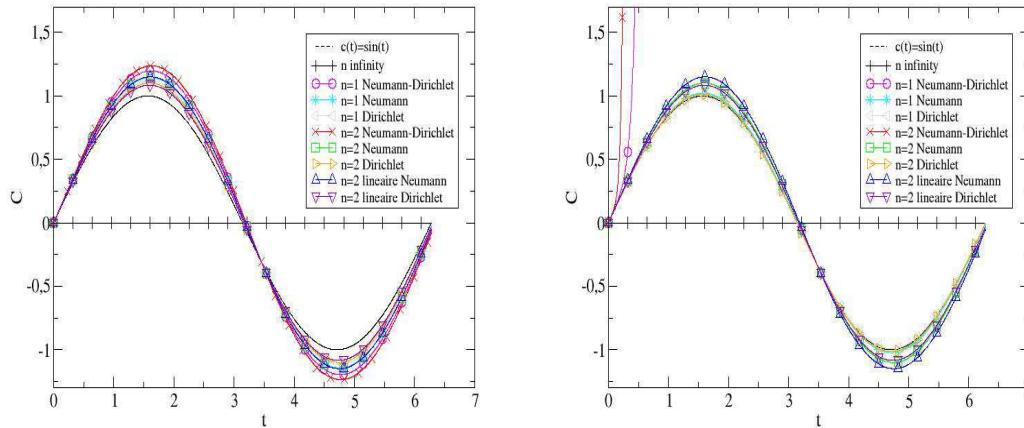 1,5
1
0,5
0
-0,5
-1
C
0 1 2 3 4 5 6 7
t
c(t)=sin(t)
n infinity
n=1 Neumann-Dirichlet
n=1 Neumann
n=1 Dirichlet
n=2 Neumann-Dirichlet
n=2 Neumann
n=2 Dirichlet
n=2 lineaire Neumann
n=2 lineaire Dirichlet
1,5
1
0,5
0
-0,5
-1
C
0 1 2 3 4 5 6 7
t
c(t)=sin(t)
n infinity
n=1 Neumann-Dirichlet
n=1 Neumann
n=1 Dirichlet
n=2 Neumann-Dirichlet
n=2 Neumann
n=2 Dirichlet
n=2 lineaire Neumann
n=2 lineaire Dirichlet